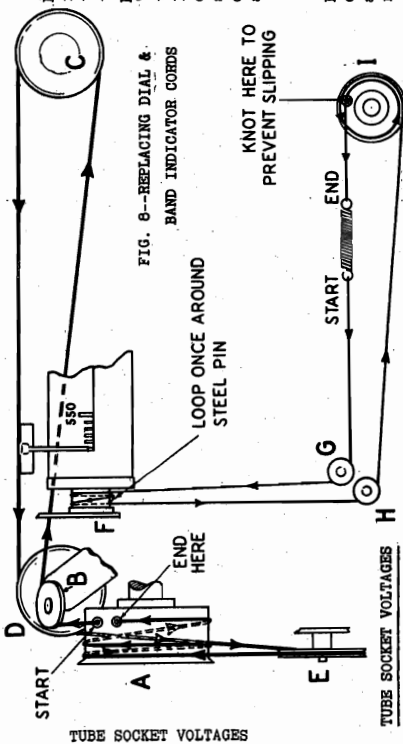 D
C
B
FIG. 8--REPLACING DIAL &
BAND INDICATOR CORDS
550
LOOP ONCE AROUND
STEEL PIN
F
START
END
HERE
A
E
KNOT HERE TO
PREVENT SLIPPING
I
START
END
G
H
TUBE SOCKET VOLTAGES
TUBE SOCKET VOLTAGES